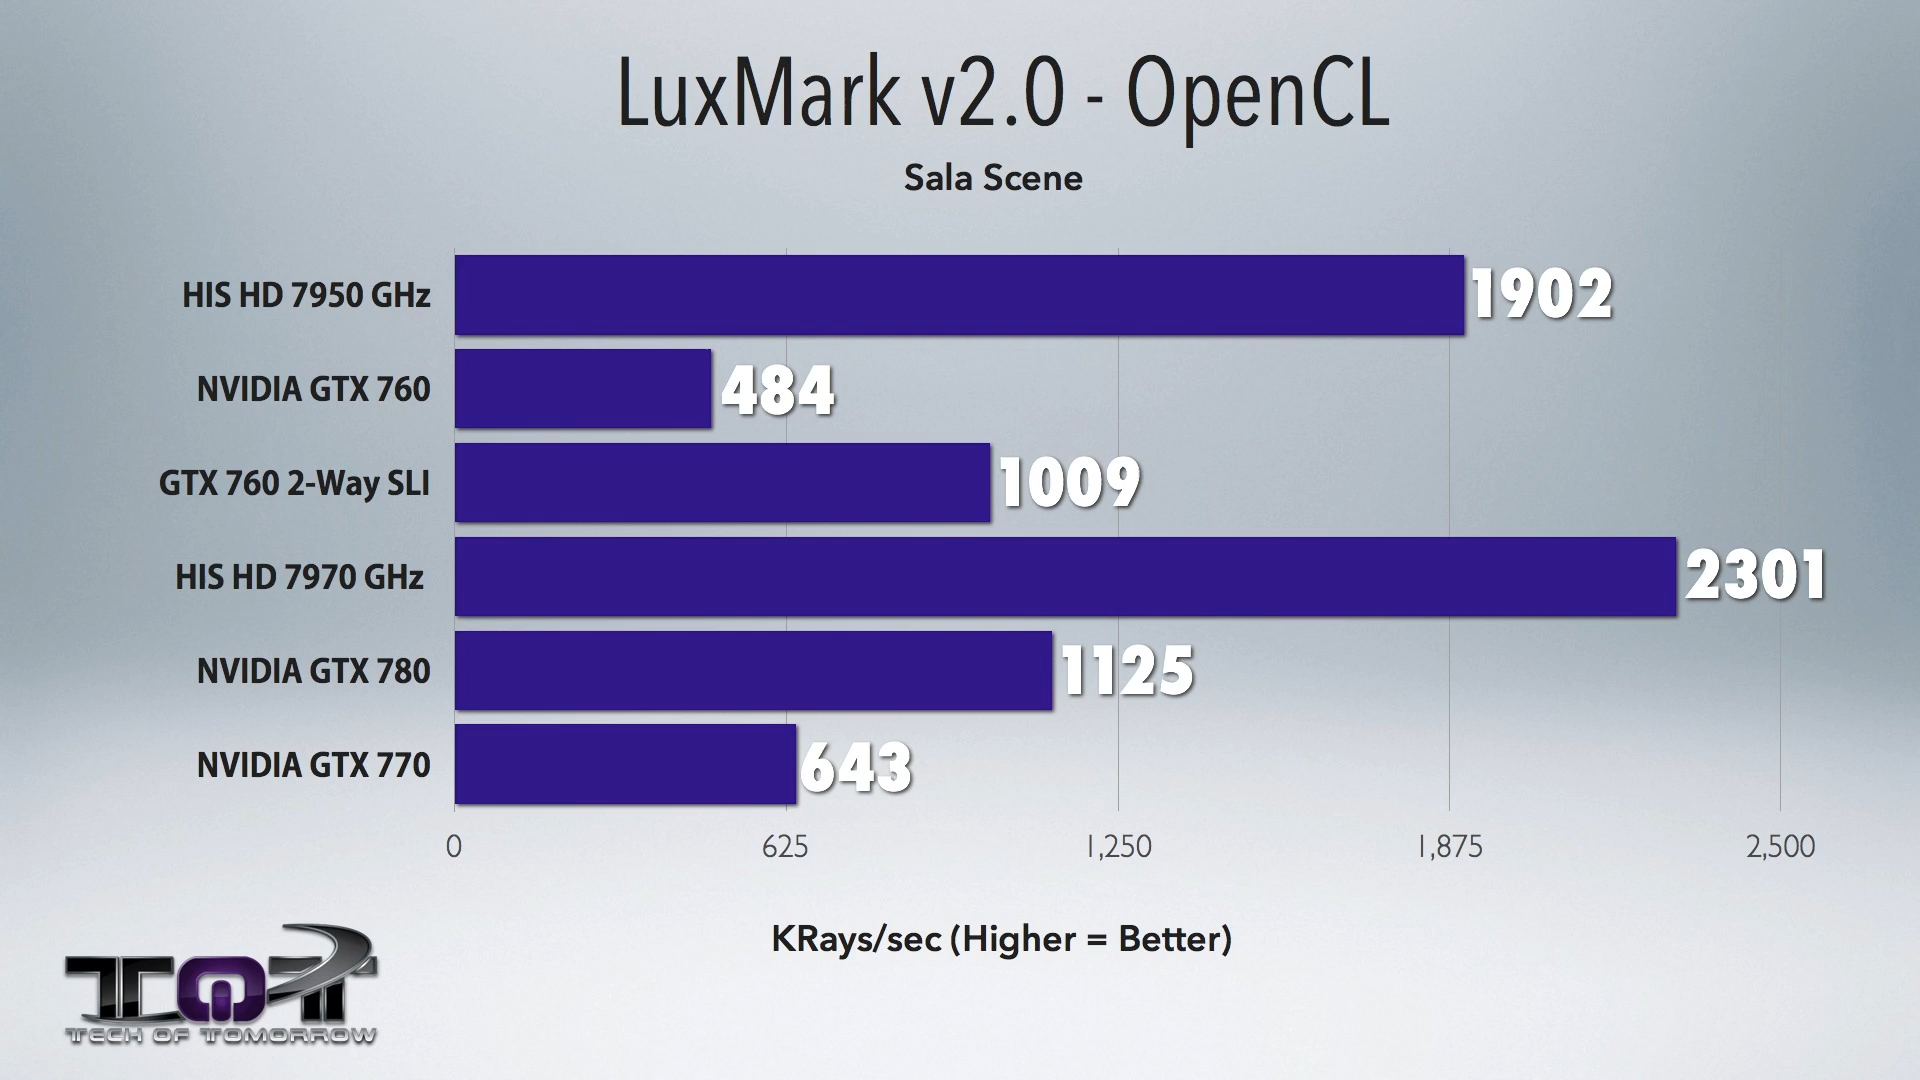 LuxMark v2.0 - OpenCL
Sala Scene
HIS HD 7950 GHz 1902
NVIDIA GTX 760 484
GTX 760 2-Way SLI 1009
HIS HD 7970 GHz 2301
NVIDIA GTX 780 1125
NVIDIA GTX 770 643
0 625 1,250 1,875 2,500
KRays/sec (Higher = Better)
TOT
TECH OF TOMORROW